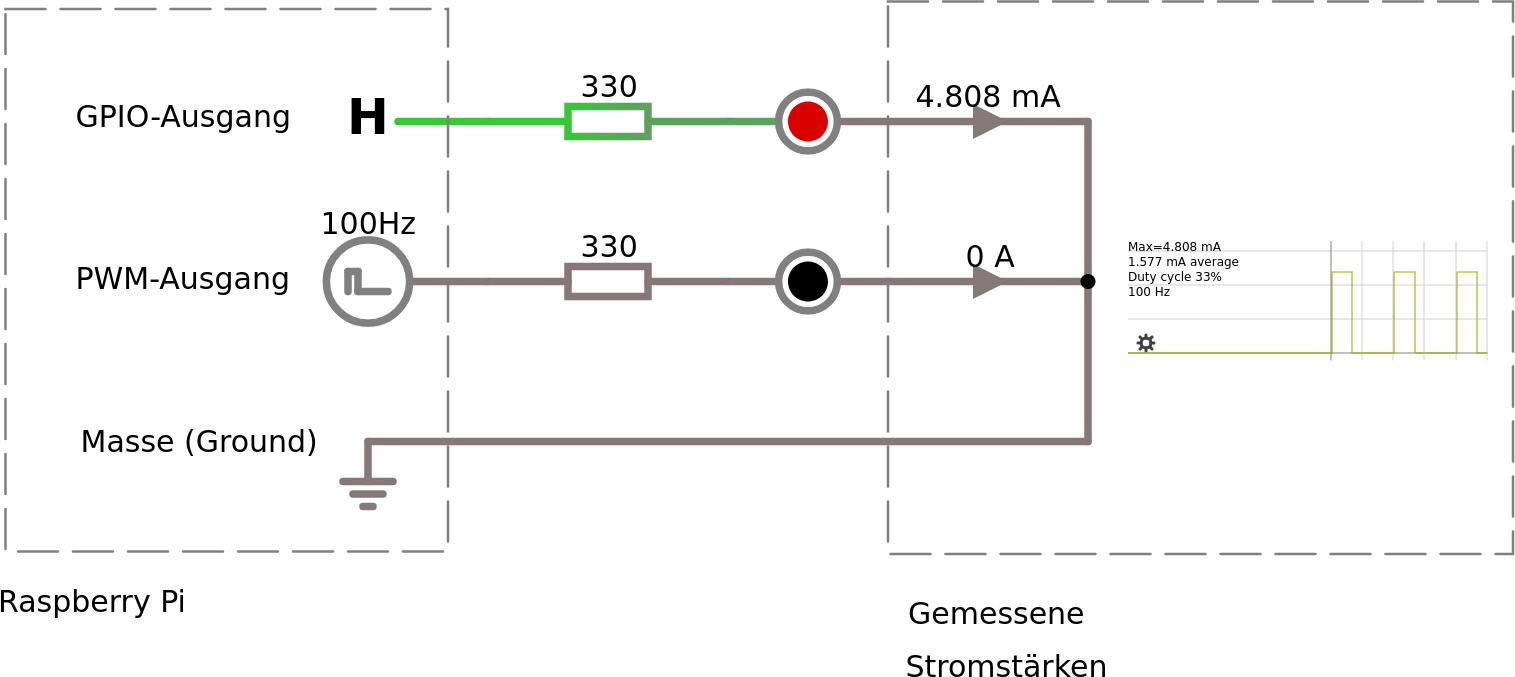 330
GPIO-Ausgang H
4.808 mA
100Hz
330
PWM-Ausgang
0 A
Max=4.808 mA
1.577 mA average
Duty cycle 33%
100 Hz
Masse (Ground)
Raspberry Pi
Gemessene
Stromstärken